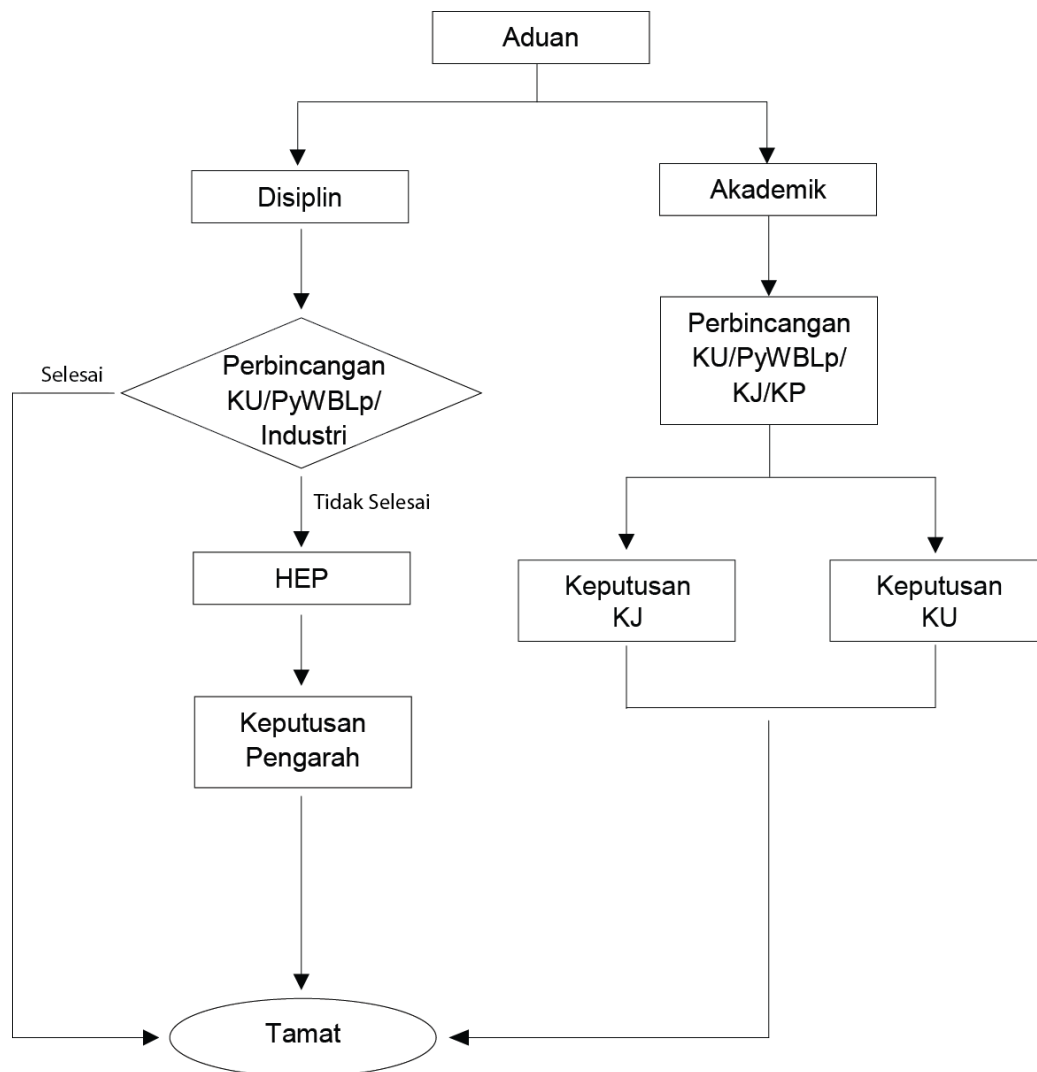 Aduan
Disiplin
Akademik
Perbincangan
KU/PyWBLp/
Industri
Selesai
Tidak Selesai
Perbincangan
KU/PyWBLp/
KJ/KP
HEP
Keputusan
KJ
Keputusan
KU
Keputusan
Pengarah
Tamat